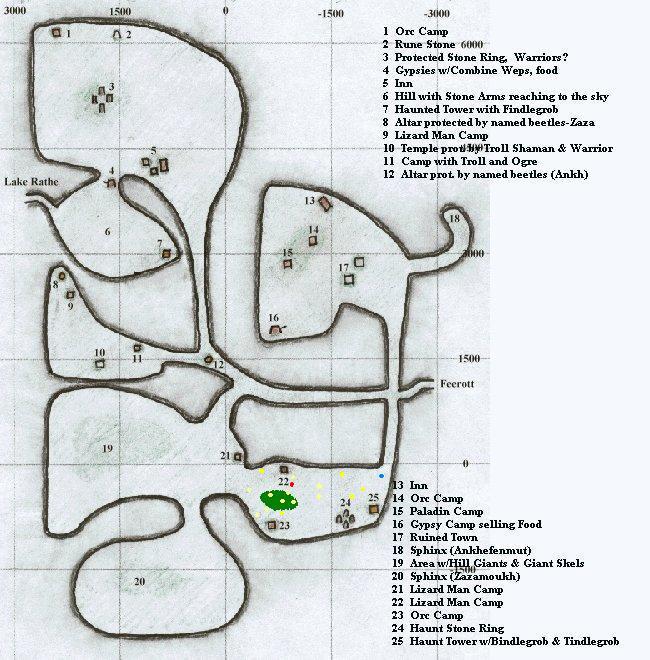 3000 1500 0 -1500 -3000
1 Orc Camp
2 Rune Stone 6000
3 Protected Stone Ring, Warriors?
4 Gypsies w/Combine Weps, food
5 Inn
6 Hill with Stone Arms reaching to the sky
7 Haunted Tower with Findlegrob
8 Altar protected by named beetles-Zaza
9 Lizard Man Camp
10 Temple prot. by Troll Shaman & Warrior
11 Camp with Troll and Ogre
12 Altar prot. by named beetles (Ankh)
1
2
3
5
4
Lake Rathe
13
18
6
14
7
15
3000
17
8
9
16
10
11
12
1500
Feerott
19
21
0
22
24
25
23
20
13 Inn
14 Orc Camp
15 Paladin Camp
16 Gypsy Camp selling Food
17 Ruined Town
18 Sphinx (Ankhefenmut)
19 Area w/Hill Giants & Giant Skels
-1500
20 Sphinx (Zazamoukh)
21 Lizard Man Camp
22 Lizard Man Camp
23 Orc Camp
24 Haunt Stone Ring
25 Haunt Tower w/Bindlegrob & Tindlegrob